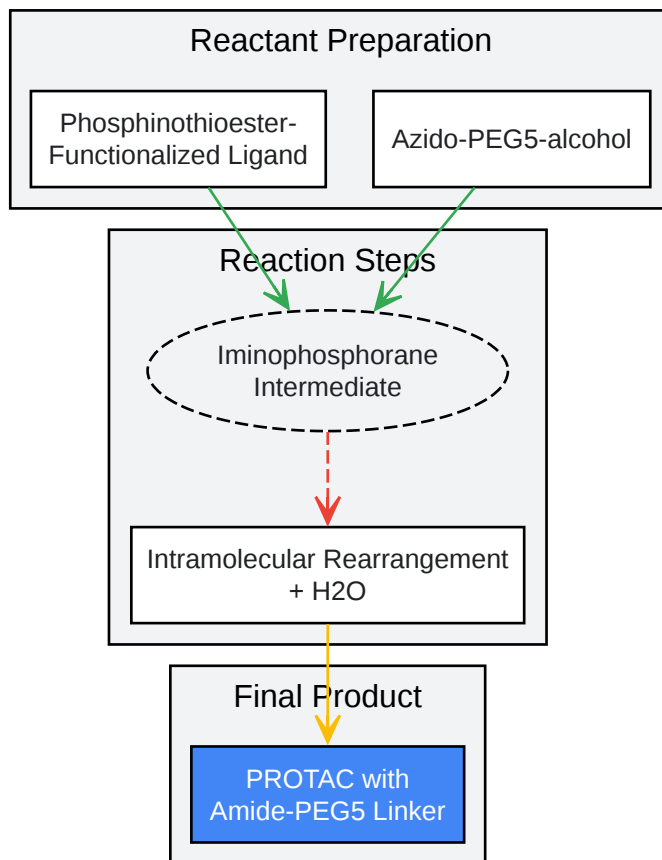 Reactant Preparation
Phosphinothioester-
Functionalized Ligand
Azido-PEG5-alcohol
Reaction Steps
Iminophosphorane
Intermediate
Intramolecular Rearrangement
+ H2O
Final Product
PROTAC with
Amide-PEG5 Linker